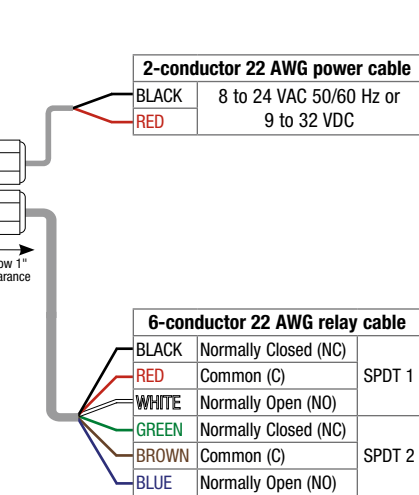 2-conductor 22 AWG power cable
BLACK 8 to 24 VAC 50/60 Hz or
RED 9 to 32 VDC
1"
6-conductor 22 AWG relay cable
BLACK Normally Closed (NC)
RED Common (C) SPDT 1
WHITE Normally Open (NO)
GREEN Normally Closed (NC)
BROWN Common (C) SPDT 2
BLUE Normally Open (NO)